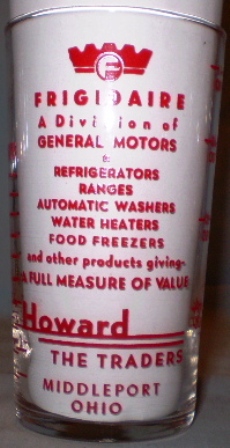 F
FRIGIDAIRE
A Division of
GENERAL MOTORS
&
REFRIGERATORS
RANGES
AUTOMATIC WASHERS
WATER HEATERS
FOOD FREEZERS
and other products giving-
A FULL MEASURE OF VALUE
Howard
THE TRADERS
MIDDLEPORT
OHIO